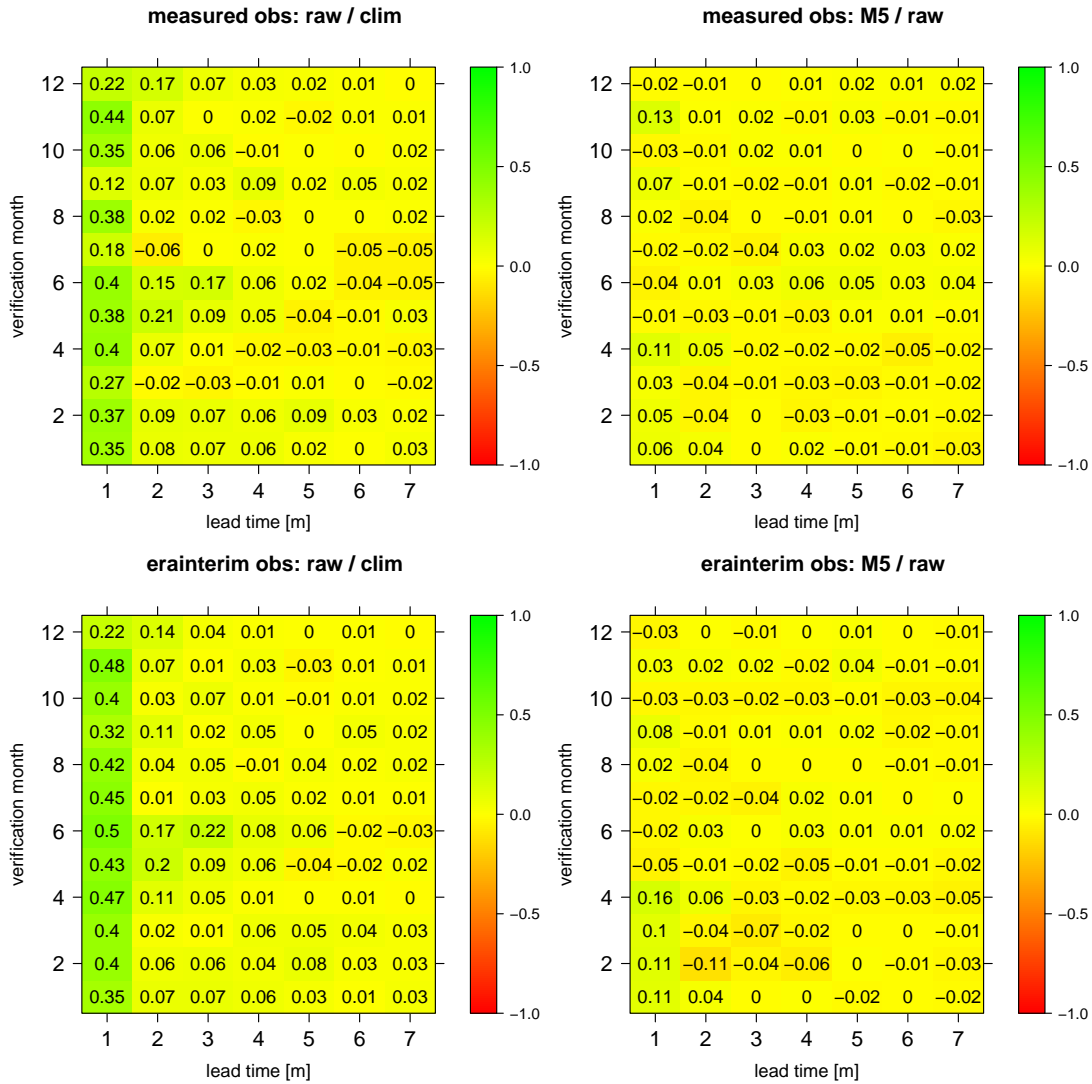 measured obs: raw / clim
12 0.22 0.17 0.07 0.03 0.02 0.01 0
0.44 0.07 0 0.02 −0.02 0.01 0.01
10 0.35 0.06 0.06 −0.01 0 0 0.02
0.12 0.07 0.03 0.09 0.02 0.05 0.02
8 0.38 0.02 0.02 −0.03 0 0 0.02
0.18 −0.06 0 0.02 0 −0.05 −0.05
6 0.4 0.15 0.17 0.06 0.02 −0.04 −0.05
0.38 0.21 0.09 0.05 −0.04 −0.01 0.03
4 0.4 0.07 0.01 −0.02 −0.03 −0.01 −0.03
0.27 −0.02 −0.03 −0.01 0.01 0 −0.02
2 0.37 0.09 0.07 0.06 0.09 0.03 0.02
0.35 0.08 0.07 0.06 0.02 0 0.03
1 2 3 4 5 6 7
lead time [m]
verification month
1.0
0.5
0.0
−0.5
−1.0
measured obs: M5 / raw
12 −0.02 −0.01 0 0.01 0.02 0.01 0.02
0.13 0.01 0.02 −0.01 0.03 −0.01 −0.01
10 −0.03 −0.01 0.02 0.01 0 0 −0.01
0.07 −0.01 −0.02 −0.01 0.01 −0.02 −0.01
8 0.02 −0.04 0 −0.01 0.01 0 −0.03
−0.02 −0.02 −0.04 0.03 0.02 0.03 0.02
6 −0.04 0.01 0.03 0.06 0.05 0.03 0.04
−0.01 −0.03 −0.01 −0.03 0.01 0.01 −0.01
4 0.11 0.05 −0.02 −0.02 −0.02 −0.05 −0.02
0.03 −0.04 −0.01 −0.03 −0.03 −0.01 −0.02
2 0.05 −0.04 0 −0.03 −0.01 −0.01 −0.02
0.06 0.04 0 0.02 −0.01 −0.01 −0.03
1 2 3 4 5 6 7
lead time [m]
verification month
1.0
0.5
0.0
−0.5
−1.0
erainterim obs: raw / clim
12 0.22 0.14 0.04 0.01 0 0.01 0
0.48 0.07 0.01 0.03 −0.03 0.01 0.01
10 0.4 0.03 0.07 0.01 −0.01 0.01 0.02
0.32 0.11 0.02 0.05 0 0.05 0.02
8 0.42 0.04 0.05 −0.01 0.04 0.02 0.02
0.45 0.01 0.03 0.05 0.02 0.01 0.01
6 0.5 0.17 0.22 0.08 0.06 −0.02 −0.03
0.43 0.2 0.09 0.06 −0.04 −0.02 0.02
4 0.47 0.11 0.05 0.01 0 0.01 0
0.4 0.02 0.01 0.06 0.05 0.04 0.03
2 0.4 0.06 0.06 0.04 0.08 0.03 0.03
0.35 0.07 0.07 0.06 0.03 0.01 0.03
1 2 3 4 5 6 7
lead time [m]
verification month
1.0
0.5
0.0
−0.5
−1.0
erainterim obs: M5 / raw
12 −0.03 0 −0.01 0 0.01 0 −0.01
0.03 0.02 0.02 −0.02 0.04 −0.01 −0.01
10 −0.03 −0.03 −0.02 −0.03 −0.01 −0.03 −0.04
0.08 −0.01 0.01 0.01 0.02 −0.02 −0.01
8 0.02 −0.04 0 0 0 −0.01 −0.01
−0.02 −0.02 −0.04 0.02 0.01 0 0
6 −0.02 0.03 0 0.03 0.01 0.01 0.02
−0.05 −0.01 −0.02 −0.05 −0.01 −0.01 −0.02
4 0.16 0.06 −0.03 −0.02 −0.03 −0.03 −0.05
0.1 −0.04 −0.07 −0.02 0 0 −0.01
2 0.11 −0.11 −0.04 −0.06 0 −0.01 −0.03
0.11 0.04 0 0 −0.02 0 −0.02
1 2 3 4 5 6 7
lead time [m]
verification month
1.0
0.5
0.0
−0.5
−1.0